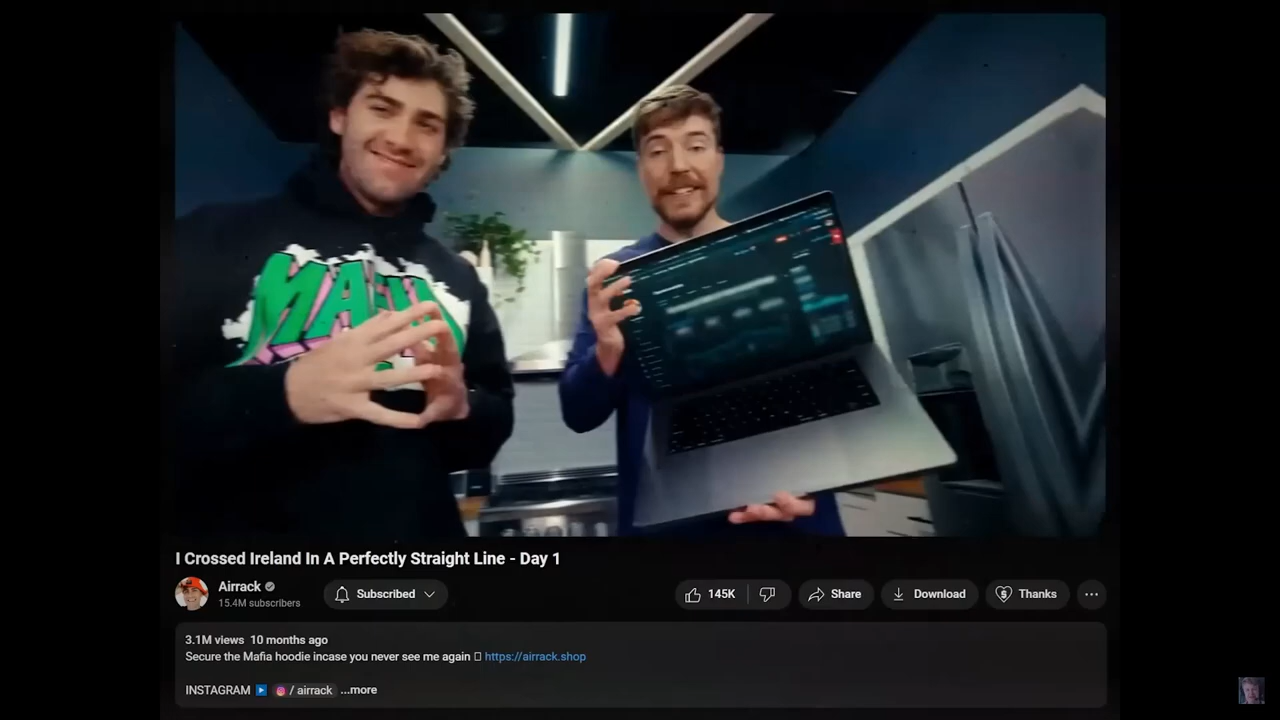 I Crossed Ireland In A Perfectly Straight Line - Day 1
Airrack
15.4M subscribers
Subscribed
145K
Share
Download
Thanks
3.1M views 10 months ago
Secure the Mafia hoodie incase you never see me again https://airrack.shop
INSTAGRAM / airrack ...more